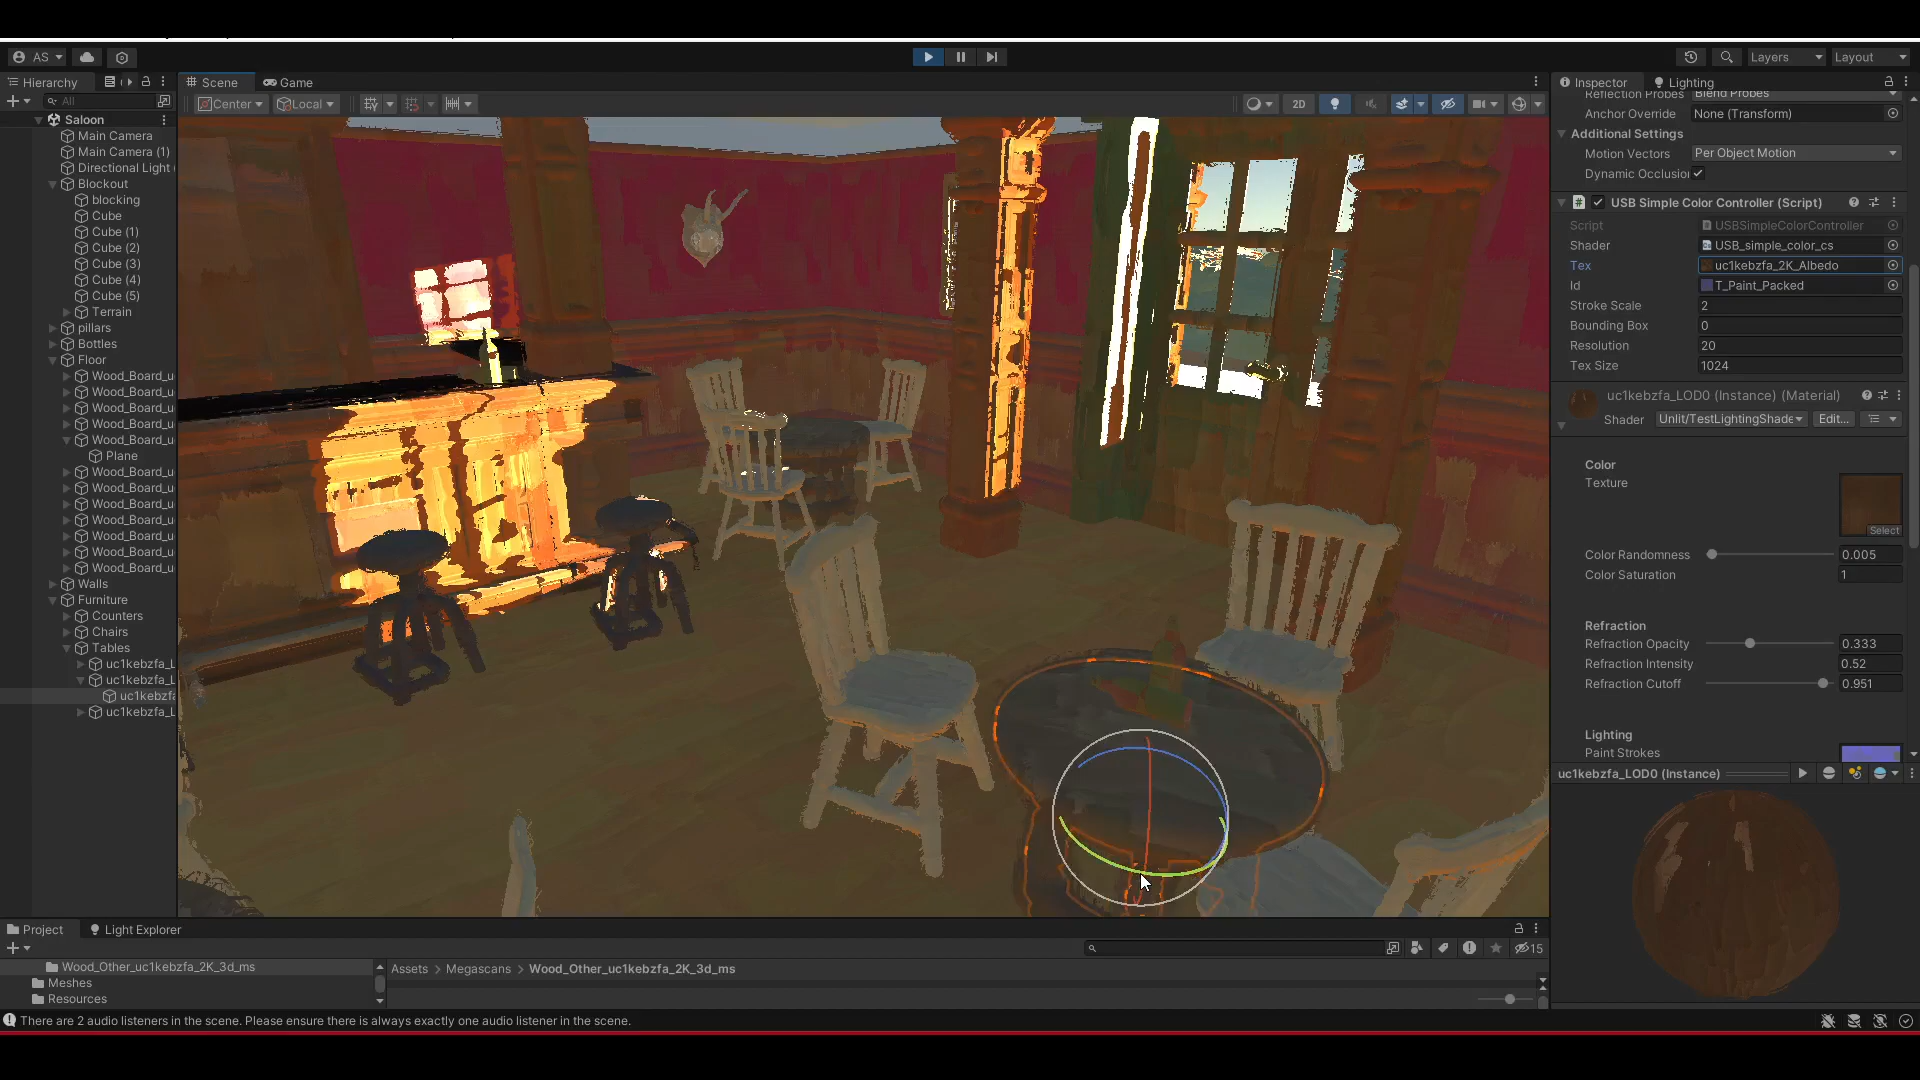 AS
Layers
Layout
Hierarchy
All
Saloon
Main Camera
Main Camera (1)
Directional Light
Blockout
blocking
Cube
Cube (1)
Cube (2)
Cube (3)
Cube (4)
Cube (5)
Terrain
pillars
Bottles
Floor
Wood_Board_u
Wood_Board_u
Wood_Board_u
Wood_Board_u
Wood_Board_u
Plane
Wood_Board_u
Wood_Board_u
Wood_Board_u
Wood_Board_u
Wood_Board_u
Wood_Board_u
Wood_Board_u
Walls
Furniture
Counters
Chairs
Tables
uc1kebzfa_L
uc1kebzfa_L
uc1kebzfa
uc1kebzfa_L
Scene
Game
Center
Local
2D
Inspector
Lighting
Reflection Probes Blend Probes
Anchor Override None (Transform)
Additional Settings
Motion Vectors Per Object Motion
Dynamic Occlusion
# USB Simple Color Controller (Script)
Script USBSimpleColorController
Shader USB_simple_color_cs
Tex uc1kebzfa_2K_Albedo
Id T_Paint_Packed
Stroke Scale 2
Bounding Box 0
Resolution 20
Tex Size 1024
uc1kebzfa_LOD0 (Instance) (Material)
Shader Unlit/TestLightingShade Edit...
Color
Texture
Select
Color Randomness 0.005
Color Saturation 1
Refraction
Refraction Opacity 0.333
Refraction Intensity 0.52
Refraction Cutoff 0.951
Lighting
Paint Strokes
uc1kebzfa_LOD0 (Instance)
Project
Light Explorer
15
Wood_Other_uc1kebzfa_2K_3d_ms
Meshes
Resources
Assets > Megascans > Wood_Other_uc1kebzfa_2K_3d_ms
There are 2 audio listeners in the scene. Please ensure there is always exactly one audio listener in the scene.